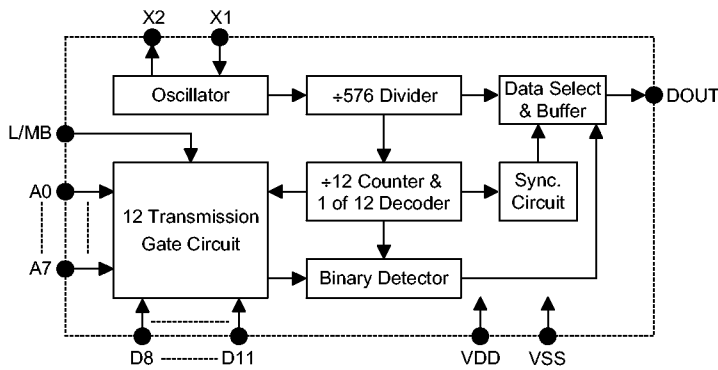 X2 X1
Oscillator
÷576 Divider
Data Select
& Buffer
DOUT
L/MB
A0
A7
12 Transmission
Gate Circuit
÷12 Counter &
1 of 12 Decoder
Sync.
Circuit
Binary Detector
D8 D11 VDD VSS